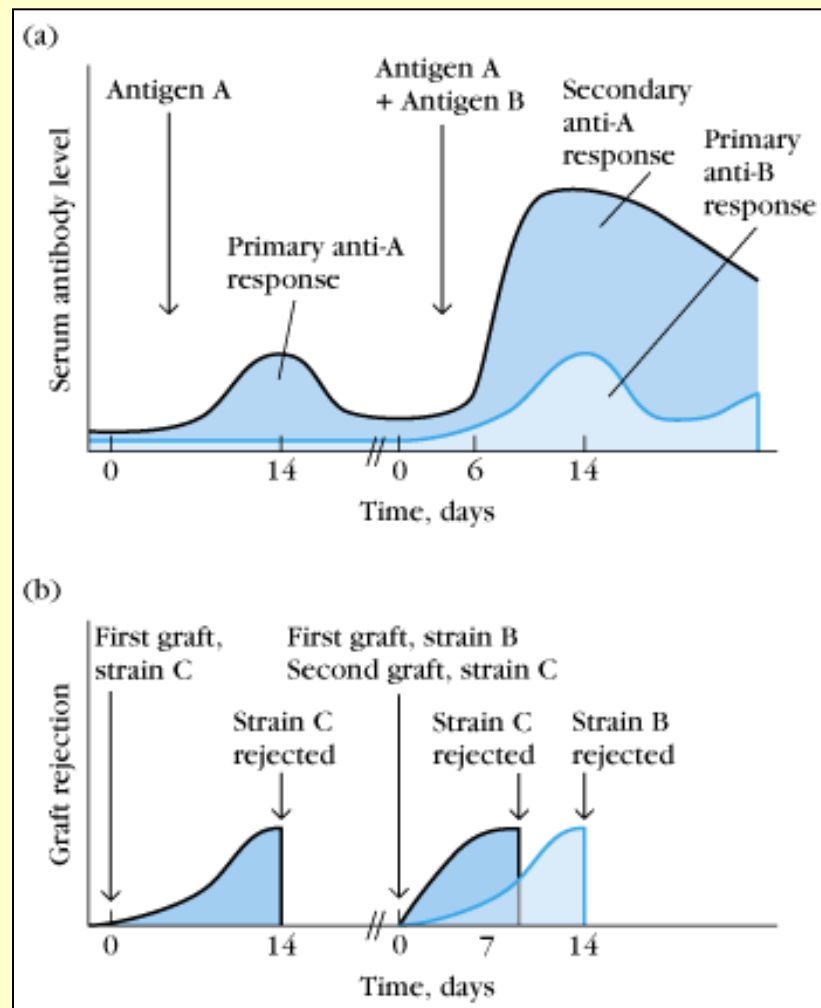 (a)
Antigen A
Antigen A
+ Antigen B
Secondary
anti-A
response
Primary
anti-B
response
Primary anti-A
response
Serum antibody level
0
14
//
0
6
14
Time, days
(b)
First graft,
strain C
First graft, strain B
Second graft, strain C
Strain C
rejected
Strain C
rejected
Strain B
rejected
Graft rejection
0
14
//
0
7
14
Time, days